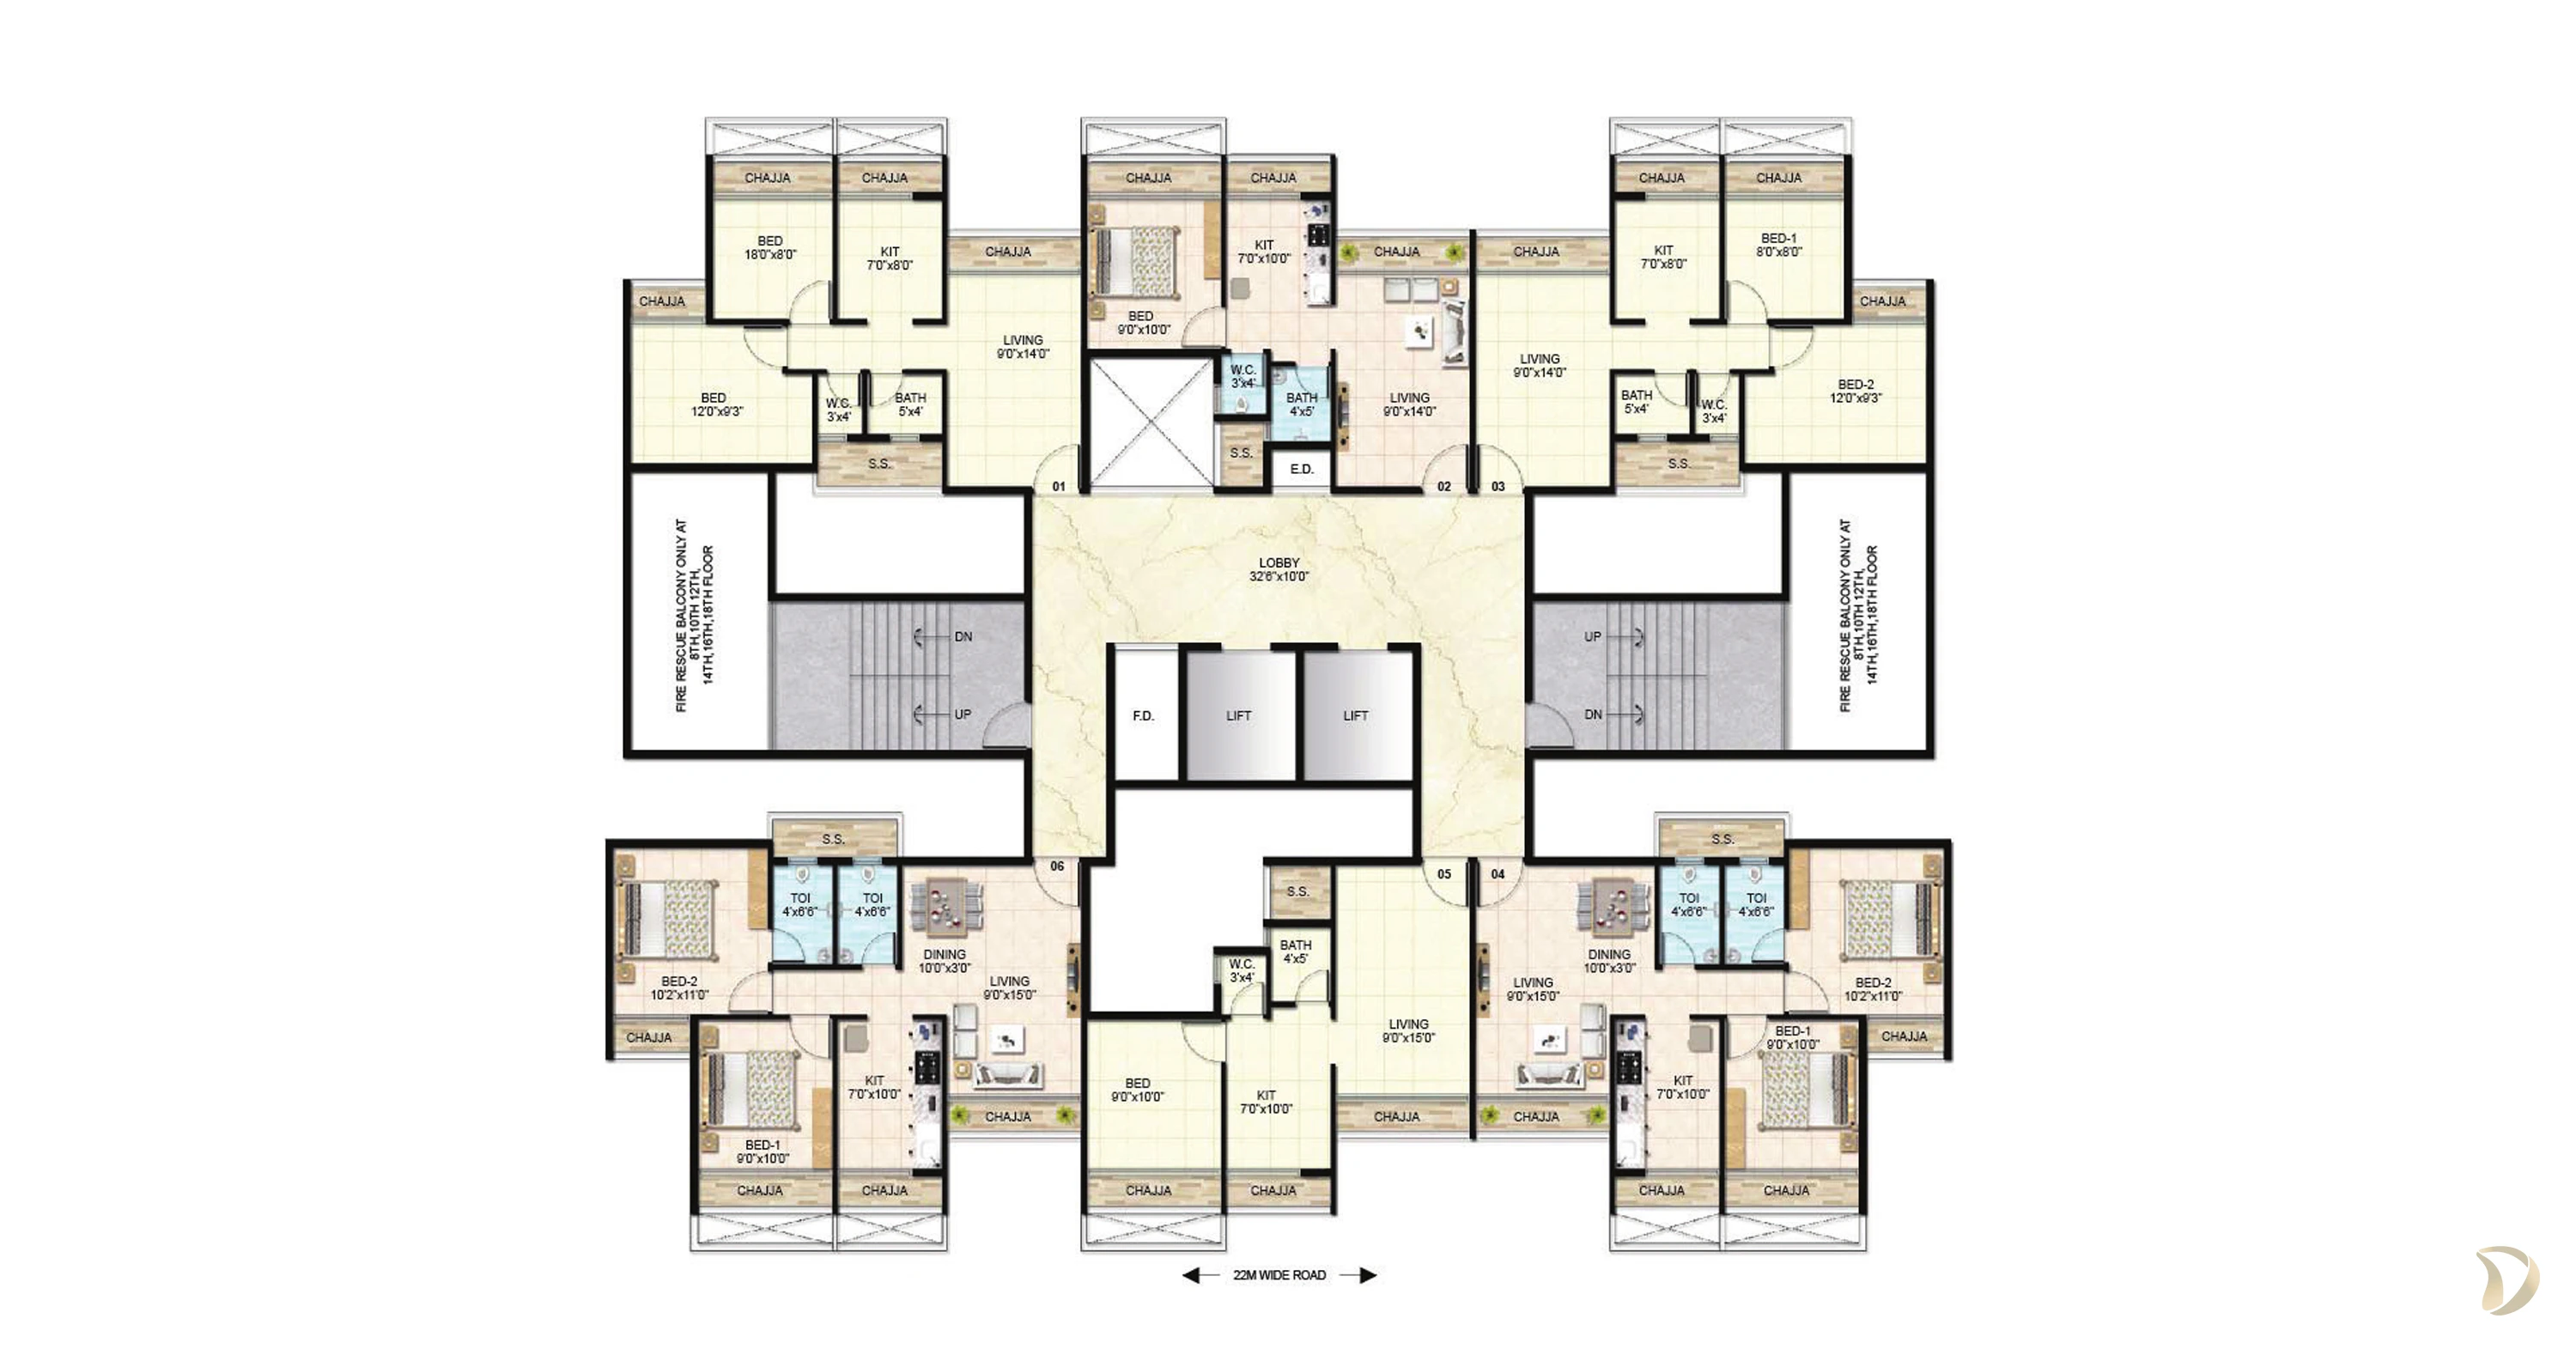 CHAJJA
CHAJJA
BED
18'0"x8'0"
KIT
7'0"x8'0"
CHAJJA
CHAJJA
LIVING
9'0"x14'0"
BED
12'0"x9'3"
W.C.
3'x4'
BATH
5'x4'
S.S.
01
CHAJJA
CHAJJA
KIT
7'0"x10'0"
CHAJJA
BED
9'0"x10'0"
W.C.
3'x4'
BATH
4'x5'
LIVING
9'0"x14'0"
S.S.
E.D.
02
CHAJJA
CHAJJA
CHAJJA
KIT
7'0"x8'0"
BED-1
8'0"x8'0"
CHAJJA
LIVING
9'0"x14'0"
BATH
5'x4'
W.C.
3'x4'
BED-2
12'0"x9'3"
S.S.
03
FIRE RESCUE BALCONY ONLY AT
8TH,10TH 12TH,
14TH,16TH,18TH FLOOR
DN
UP
LOBBY
32'6"x10'0"
F.D.
LIFT
LIFT
UP
DN
FIRE RESCUE BALCONY ONLY AT
8TH,10TH 12TH,
14TH,16TH,18TH FLOOR
S.S.
06
TOI
4'x6'6"
TOI
4'x6'6"
DINING
10'0"x3'0"
BED-2
10'2"x11'0"
LIVING
9'0"x15'0"
CHAJJA
KIT
7'0"x10'0"
CHAJJA
BED-1
9'0"x10'0"
CHAJJA
CHAJJA
05
S.S.
BATH
4'x5'
W.C.
3'x4'
LIVING
9'0"x15'0"
BED
9'0"x10'0"
KIT
7'0"x10'0"
CHAJJA
CHAJJA
CHAJJA
S.S.
04
TOI
4'x6'6"
TOI
4'x6'6"
DINING
10'0"x3'0"
LIVING
9'0"x15'0"
BED-2
10'2"x11'0"
BED-1
9'0"x10'0"
CHAJJA
KIT
7'0"x10'0"
CHAJJA
CHAJJA
CHAJJA
22M WIDE ROAD